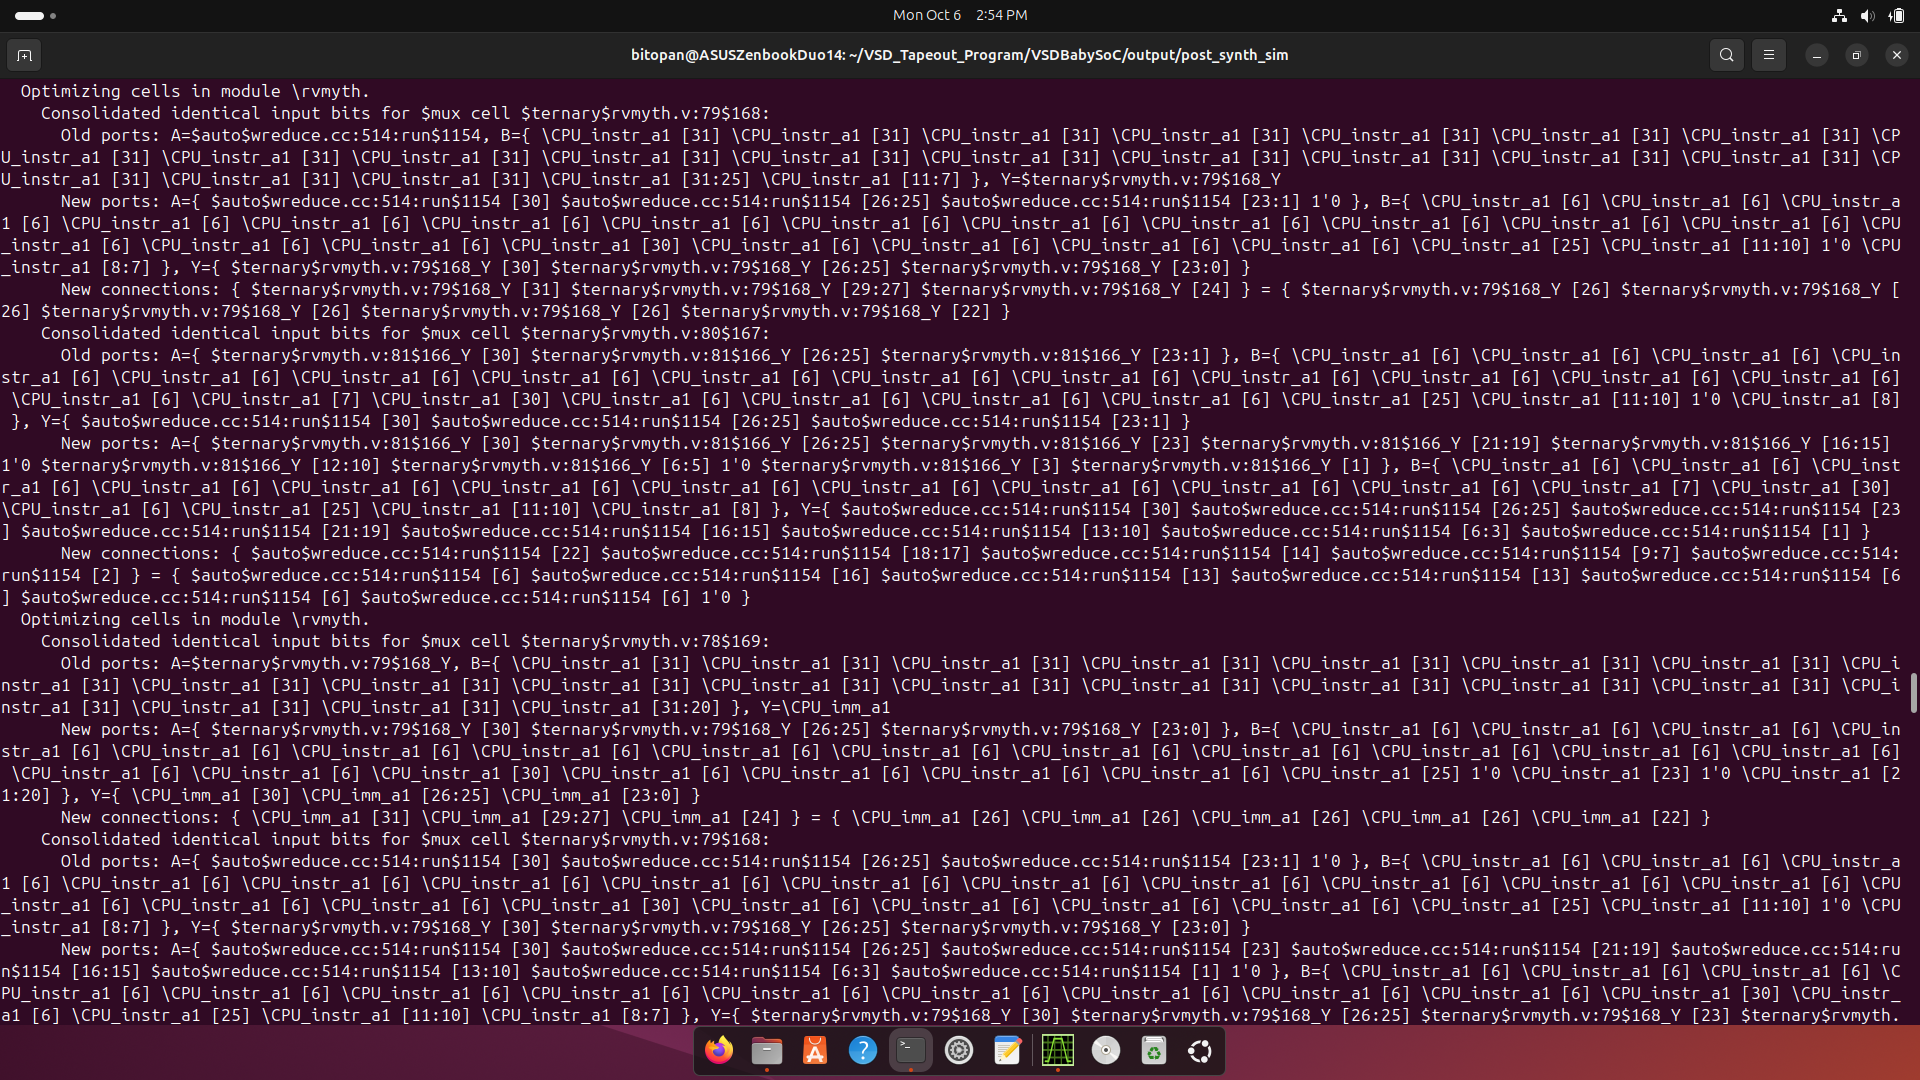 Mon Oct 6 2:54 PM
bitopan@ASUSZenbookDuo14: ~/VSD_Tapeout_Program/VSDBabySoC/output/post_synth_sim
Optimizing cells in module \rvmyth.
Consolidated identical input bits for $mux cell $ternary$rvmyth.v:79$168:
Old ports: A=$auto$wreduce.cc:514:run$1154, B={ \CPU_instr_a1 [31] \CPU_instr_a1 [31] \CPU_instr_a1 [31] \CPU_instr_a1 [31] \CPU_instr_a1 [31] \CPU_instr_a1 [31] \CPU_instr_a1 [31] \CP
U_instr_a1 [31] \CPU_instr_a1 [31] \CPU_instr_a1 [31] \CPU_instr_a1 [31] \CPU_instr_a1 [31] \CPU_instr_a1 [31] \CPU_instr_a1 [31] \CPU_instr_a1 [31] \CPU_instr_a1 [31] \CPU_instr_a1 [31] \CP
U_instr_a1 [31] \CPU_instr_a1 [31] \CPU_instr_a1 [31] \CPU_instr_a1 [31:25] \CPU_instr_a1 [11:7] }, Y=$ternary$rvmyth.v:79$168_Y
New ports: A={ $auto$wreduce.cc:514:run$1154 [30] $auto$wreduce.cc:514:run$1154 [26:25] $auto$wreduce.cc:514:run$1154 [23:1] 1'0 }, B={ \CPU_instr_a1 [6] \CPU_instr_a1 [6] \CPU_instr_a
1 [6] \CPU_instr_a1 [6] \CPU_instr_a1 [6] \CPU_instr_a1 [6] \CPU_instr_a1 [6] \CPU_instr_a1 [6] \CPU_instr_a1 [6] \CPU_instr_a1 [6] \CPU_instr_a1 [6] \CPU_instr_a1 [6] \CPU_instr_a1 [6] \CPU
_instr_a1 [6] \CPU_instr_a1 [6] \CPU_instr_a1 [6] \CPU_instr_a1 [30] \CPU_instr_a1 [6] \CPU_instr_a1 [6] \CPU_instr_a1 [6] \CPU_instr_a1 [6] \CPU_instr_a1 [25] \CPU_instr_a1 [11:10] 1'0 \CPU
_instr_a1 [8:7] }, Y={ $ternary$rvmyth.v:79$168_Y [30] $ternary$rvmyth.v:79$168_Y [26:25] $ternary$rvmyth.v:79$168_Y [23:0] }
New connections: { $ternary$rvmyth.v:79$168_Y [31] $ternary$rvmyth.v:79$168_Y [29:27] $ternary$rvmyth.v:79$168_Y [24] } = { $ternary$rvmyth.v:79$168_Y [26] $ternary$rvmyth.v:79$168_Y [
26] $ternary$rvmyth.v:79$168_Y [26] $ternary$rvmyth.v:79$168_Y [26] $ternary$rvmyth.v:79$168_Y [22] }
Consolidated identical input bits for $mux cell $ternary$rvmyth.v:80$167:
Old ports: A={ $ternary$rvmyth.v:81$166_Y [30] $ternary$rvmyth.v:81$166_Y [26:25] $ternary$rvmyth.v:81$166_Y [23:1] }, B={ \CPU_instr_a1 [6] \CPU_instr_a1 [6] \CPU_instr_a1 [6] \CPU_in
str_a1 [6] \CPU_instr_a1 [6] \CPU_instr_a1 [6] \CPU_instr_a1 [6] \CPU_instr_a1 [6] \CPU_instr_a1 [6] \CPU_instr_a1 [6] \CPU_instr_a1 [6] \CPU_instr_a1 [6] \CPU_instr_a1 [6] \CPU_instr_a1 [6]
\CPU_instr_a1 [6] \CPU_instr_a1 [7] \CPU_instr_a1 [30] \CPU_instr_a1 [6] \CPU_instr_a1 [6] \CPU_instr_a1 [6] \CPU_instr_a1 [6] \CPU_instr_a1 [25] \CPU_instr_a1 [11:10] 1'0 \CPU_instr_a1 [8]
}, Y={ $auto$wreduce.cc:514:run$1154 [30] $auto$wreduce.cc:514:run$1154 [26:25] $auto$wreduce.cc:514:run$1154 [23:1] }
New ports: A={ $ternary$rvmyth.v:81$166_Y [30] $ternary$rvmyth.v:81$166_Y [26:25] $ternary$rvmyth.v:81$166_Y [23] $ternary$rvmyth.v:81$166_Y [21:19] $ternary$rvmyth.v:81$166_Y [16:15]
1'0 $ternary$rvmyth.v:81$166_Y [12:10] $ternary$rvmyth.v:81$166_Y [6:5] 1'0 $ternary$rvmyth.v:81$166_Y [3] $ternary$rvmyth.v:81$166_Y [1] }, B={ \CPU_instr_a1 [6] \CPU_instr_a1 [6] \CPU_inst
r_a1 [6] \CPU_instr_a1 [6] \CPU_instr_a1 [6] \CPU_instr_a1 [6] \CPU_instr_a1 [6] \CPU_instr_a1 [6] \CPU_instr_a1 [6] \CPU_instr_a1 [6] \CPU_instr_a1 [6] \CPU_instr_a1 [7] \CPU_instr_a1 [30]
\CPU_instr_a1 [6] \CPU_instr_a1 [25] \CPU_instr_a1 [11:10] \CPU_instr_a1 [8] }, Y={ $auto$wreduce.cc:514:run$1154 [30] $auto$wreduce.cc:514:run$1154 [26:25] $auto$wreduce.cc:514:run$1154 [23
] $auto$wreduce.cc:514:run$1154 [21:19] $auto$wreduce.cc:514:run$1154 [16:15] $auto$wreduce.cc:514:run$1154 [13:10] $auto$wreduce.cc:514:run$1154 [6:3] $auto$wreduce.cc:514:run$1154 [1] }
New connections: { $auto$wreduce.cc:514:run$1154 [22] $auto$wreduce.cc:514:run$1154 [18:17] $auto$wreduce.cc:514:run$1154 [14] $auto$wreduce.cc:514:run$1154 [9:7] $auto$wreduce.cc:514:
run$1154 [2] } = { $auto$wreduce.cc:514:run$1154 [6] $auto$wreduce.cc:514:run$1154 [16] $auto$wreduce.cc:514:run$1154 [13] $auto$wreduce.cc:514:run$1154 [13] $auto$wreduce.cc:514:run$1154 [6
] $auto$wreduce.cc:514:run$1154 [6] $auto$wreduce.cc:514:run$1154 [6] 1'0 }
Optimizing cells in module \rvmyth.
Consolidated identical input bits for $mux cell $ternary$rvmyth.v:78$169:
Old ports: A=$ternary$rvmyth.v:79$168_Y, B={ \CPU_instr_a1 [31] \CPU_instr_a1 [31] \CPU_instr_a1 [31] \CPU_instr_a1 [31] \CPU_instr_a1 [31] \CPU_instr_a1 [31] \CPU_instr_a1 [31] \CPU_i
nstr_a1 [31] \CPU_instr_a1 [31] \CPU_instr_a1 [31] \CPU_instr_a1 [31] \CPU_instr_a1 [31] \CPU_instr_a1 [31] \CPU_instr_a1 [31] \CPU_instr_a1 [31] \CPU_instr_a1 [31] \CPU_instr_a1 [31] \CPU_i
nstr_a1 [31] \CPU_instr_a1 [31] \CPU_instr_a1 [31] \CPU_instr_a1 [31:20] }, Y=\CPU_imm_a1
New ports: A={ $ternary$rvmyth.v:79$168_Y [30] $ternary$rvmyth.v:79$168_Y [26:25] $ternary$rvmyth.v:79$168_Y [23:0] }, B={ \CPU_instr_a1 [6] \CPU_instr_a1 [6] \CPU_instr_a1 [6] \CPU_in
str_a1 [6] \CPU_instr_a1 [6] \CPU_instr_a1 [6] \CPU_instr_a1 [6] \CPU_instr_a1 [6] \CPU_instr_a1 [6] \CPU_instr_a1 [6] \CPU_instr_a1 [6] \CPU_instr_a1 [6] \CPU_instr_a1 [6] \CPU_instr_a1 [6]
\CPU_instr_a1 [6] \CPU_instr_a1 [6] \CPU_instr_a1 [30] \CPU_instr_a1 [6] \CPU_instr_a1 [6] \CPU_instr_a1 [6] \CPU_instr_a1 [6] \CPU_instr_a1 [25] 1'0 \CPU_instr_a1 [23] 1'0 \CPU_instr_a1 [2
1:20] }, Y={ \CPU_imm_a1 [30] \CPU_imm_a1 [26:25] \CPU_imm_a1 [23:0] }
New connections: { \CPU_imm_a1 [31] \CPU_imm_a1 [29:27] \CPU_imm_a1 [24] } = { \CPU_imm_a1 [26] \CPU_imm_a1 [26] \CPU_imm_a1 [26] \CPU_imm_a1 [26] \CPU_imm_a1 [22] }
Consolidated identical input bits for $mux cell $ternary$rvmyth.v:79$168:
Old ports: A={ $auto$wreduce.cc:514:run$1154 [30] $auto$wreduce.cc:514:run$1154 [26:25] $auto$wreduce.cc:514:run$1154 [23:1] 1'0 }, B={ \CPU_instr_a1 [6] \CPU_instr_a1 [6] \CPU_instr_a
1 [6] \CPU_instr_a1 [6] \CPU_instr_a1 [6] \CPU_instr_a1 [6] \CPU_instr_a1 [6] \CPU_instr_a1 [6] \CPU_instr_a1 [6] \CPU_instr_a1 [6] \CPU_instr_a1 [6] \CPU_instr_a1 [6] \CPU_instr_a1 [6] \CPU
_instr_a1 [6] \CPU_instr_a1 [6] \CPU_instr_a1 [6] \CPU_instr_a1 [30] \CPU_instr_a1 [6] \CPU_instr_a1 [6] \CPU_instr_a1 [6] \CPU_instr_a1 [6] \CPU_instr_a1 [25] \CPU_instr_a1 [11:10] 1'0 \CPU
_instr_a1 [8:7] }, Y={ $ternary$rvmyth.v:79$168_Y [30] $ternary$rvmyth.v:79$168_Y [26:25] $ternary$rvmyth.v:79$168_Y [23:0] }
New ports: A={ $auto$wreduce.cc:514:run$1154 [30] $auto$wreduce.cc:514:run$1154 [26:25] $auto$wreduce.cc:514:run$1154 [23] $auto$wreduce.cc:514:run$1154 [21:19] $auto$wreduce.cc:514:ru
n$1154 [16:15] $auto$wreduce.cc:514:run$1154 [13:10] $auto$wreduce.cc:514:run$1154 [6:3] $auto$wreduce.cc:514:run$1154 [1] 1'0 }, B={ \CPU_instr_a1 [6] \CPU_instr_a1 [6] \CPU_instr_a1 [6] \C
PU_instr_a1 [6] \CPU_instr_a1 [6] \CPU_instr_a1 [6] \CPU_instr_a1 [6] \CPU_instr_a1 [6] \CPU_instr_a1 [6] \CPU_instr_a1 [6] \CPU_instr_a1 [6] \CPU_instr_a1 [6] \CPU_instr_a1 [30] \CPU_instr_
a1 [6] \CPU_instr_a1 [25] \CPU_instr_a1 [11:10] \CPU_instr_a1 [8:7] }, Y={ $ternary$rvmyth.v:79$168_Y [30] $ternary$rvmyth.v:79$168_Y [26:25] $ternary$rvmyth.v:79$168_Y [23] $ternary$rvmyth.